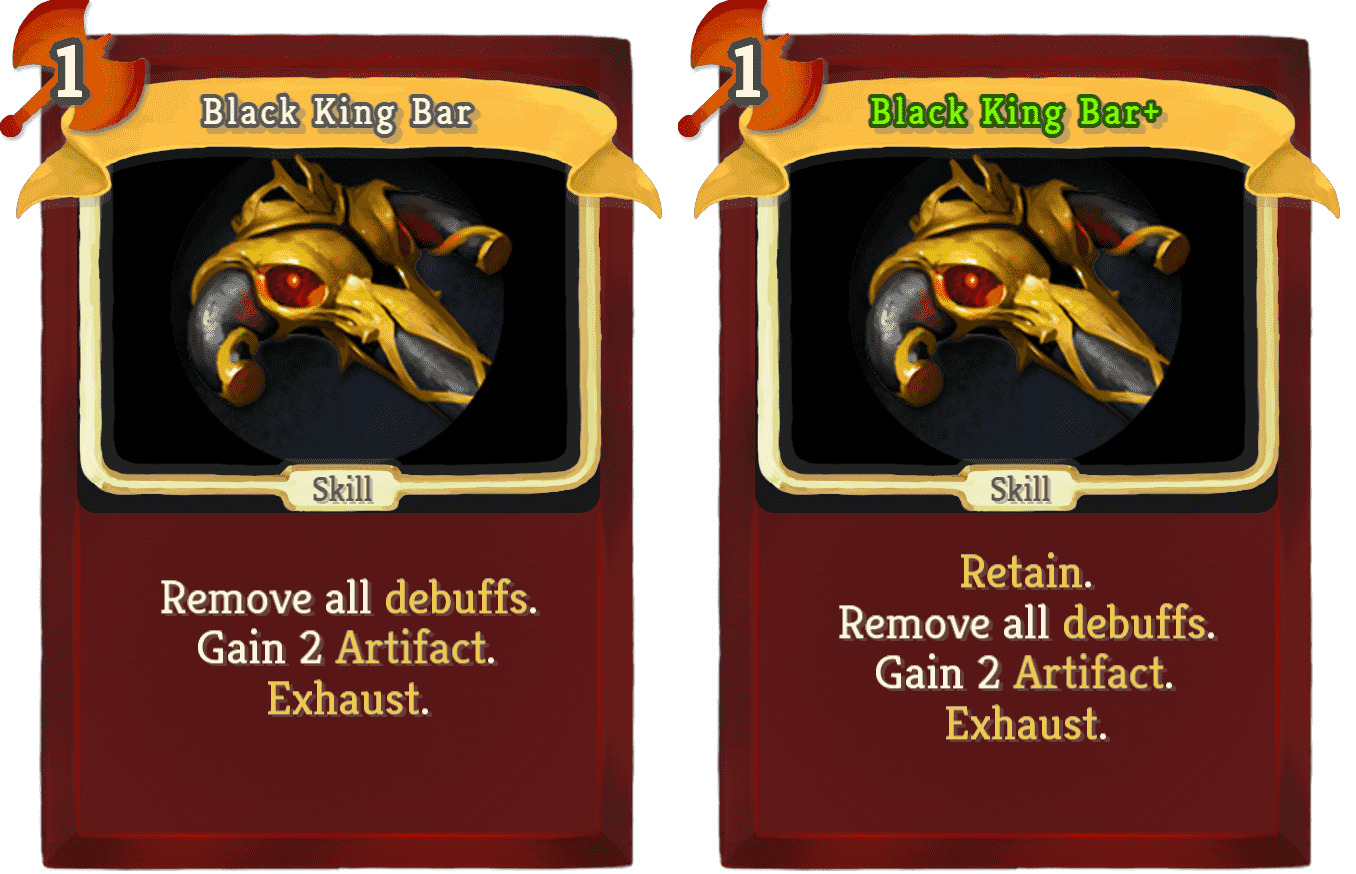 1
Black King Bar
Skill
Remove all debuffs.
Gain 2 Artifact.
Exhaust.
1
Black King Bar+
Skill
Retain.
Remove all debuffs.
Gain 2 Artifact.
Exhaust.